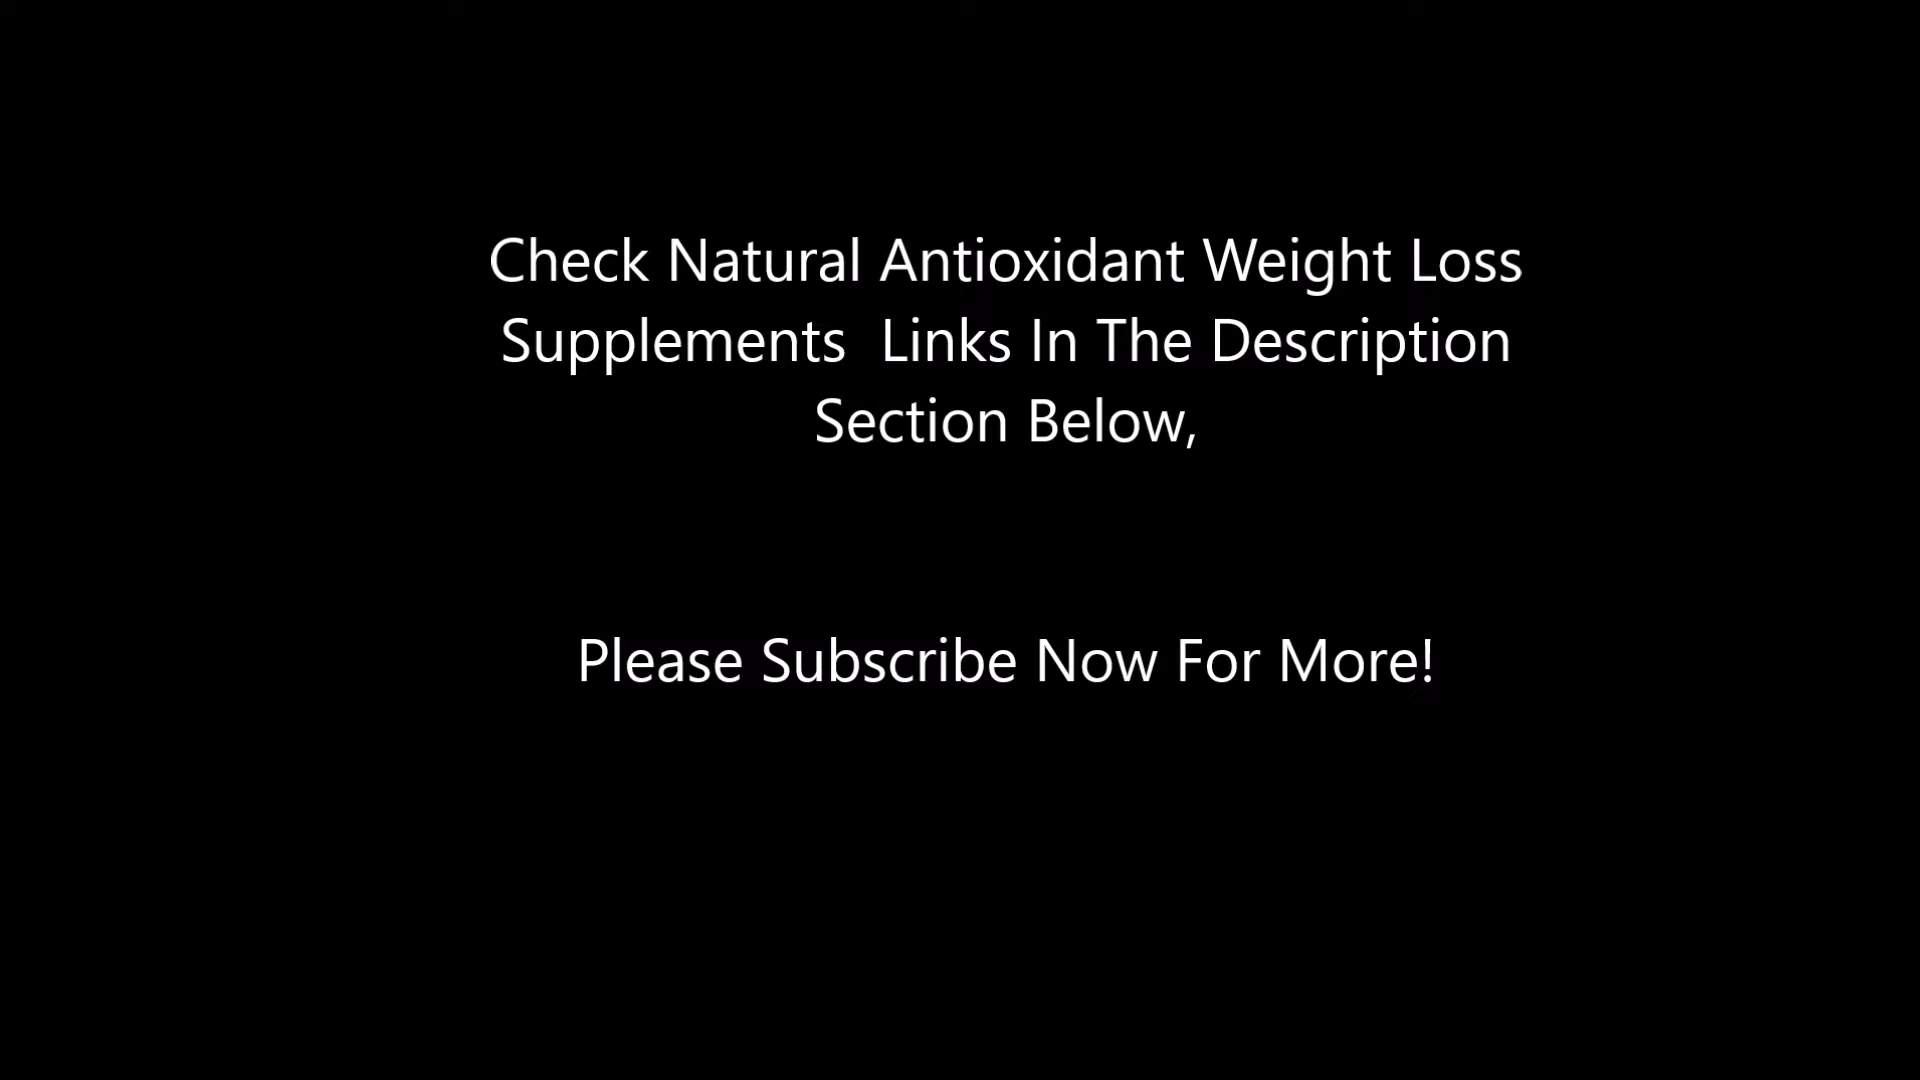 Check Natural Antioxidant Weight Loss
Supplements  Links In The Description
Section Below,
Please Subscribe Now For More!